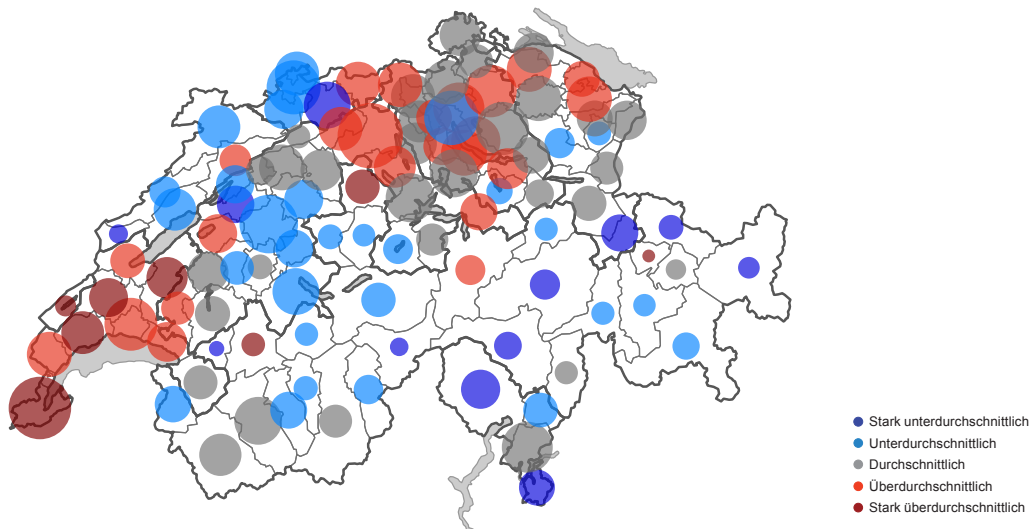 Stark unterdurchschnittlich
Unterdurchschnittlich
Durchschnittlich
Überdurchschnittlich
Stark überdurchschnittlich